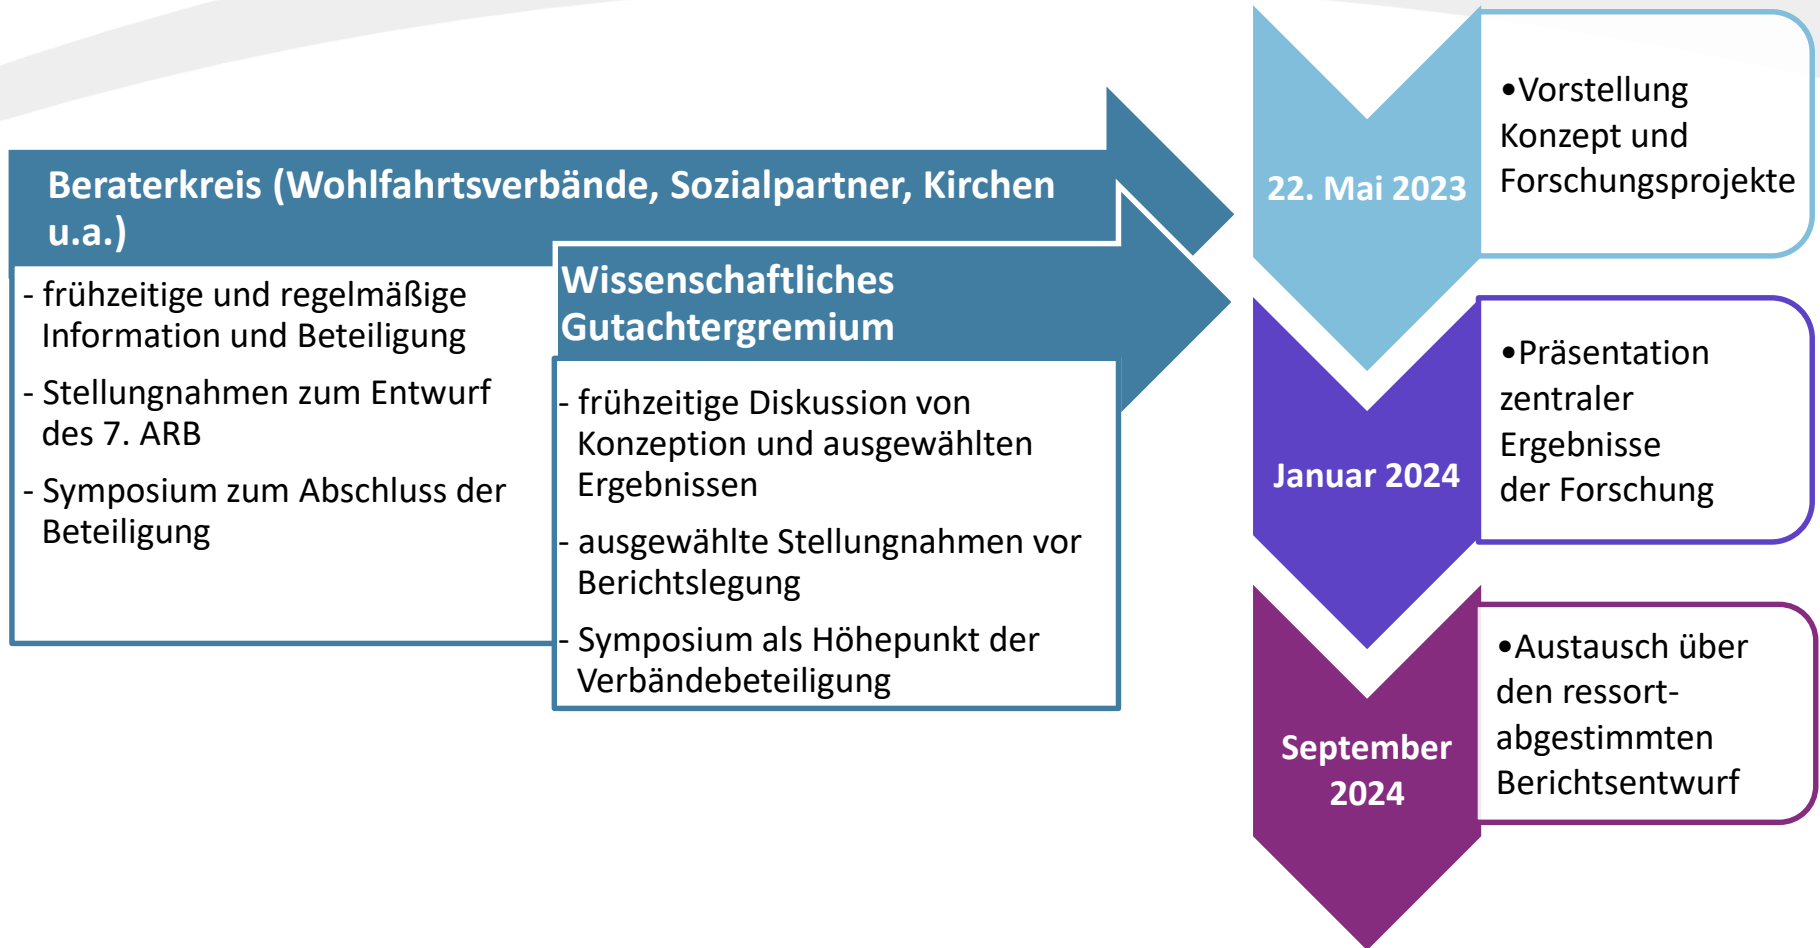 Beraterkreis (Wohlfahrtsverbände, Sozialpartner, Kirchen
u.a.)
- frühzeitige und regelmäßige
Information und Beteiligung
- Stellungnahmen zum Entwurf
des 7. ARB
- Symposium zum Abschluss der
Beteiligung
Wissenschaftliches
Gutachtergremium
- frühzeitige Diskussion von
Konzeption und ausgewählten
Ergebnissen
- ausgewählte Stellungnahmen vor
Berichtslegung
- Symposium als Höhepunkt der
Verbändebeteiligung
22. Mai 2023
•Vorstellung
Konzept und
Forschungsprojekte
Januar 2024
•Präsentation
zentraler
Ergebnisse
der Forschung
September
2024
•Austausch über
den ressort-
abgestimmten
Berichtsentwurf